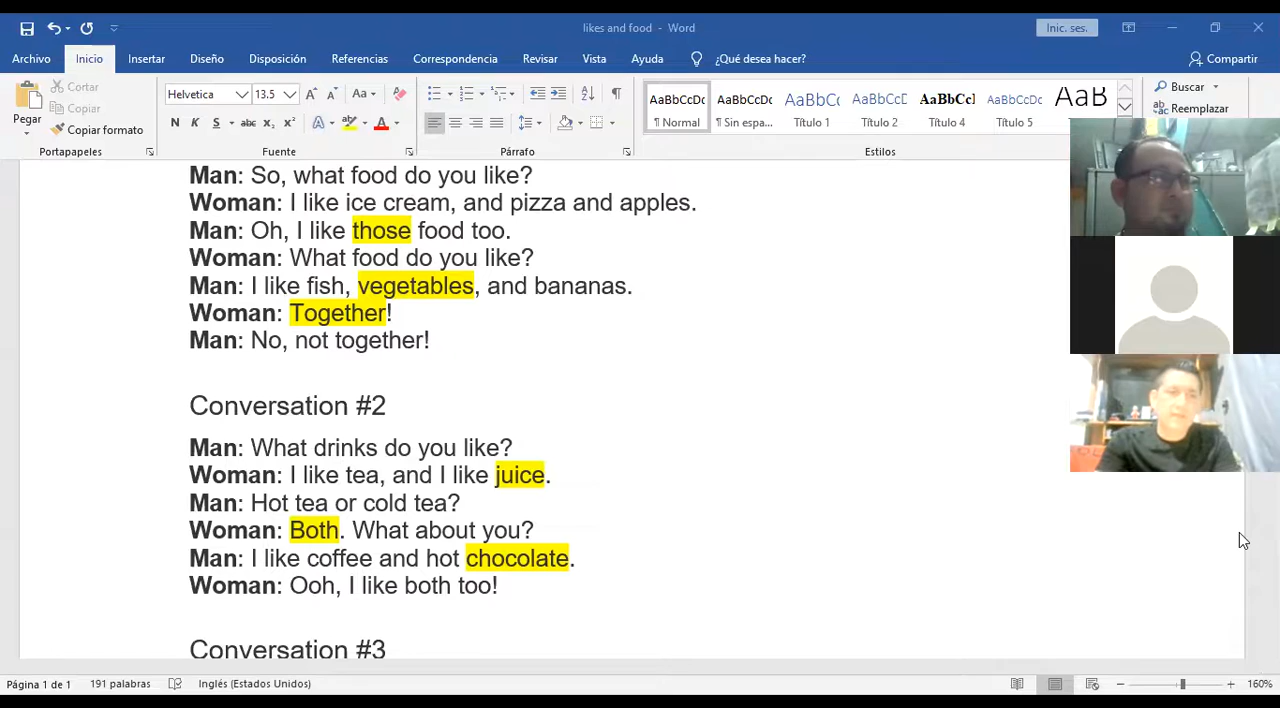 likes and food - Word
Inic. ses.
Archivo Inicio Insertar Diseño Disposición Referencias Correspondencia Revisar Vista Ayuda ¿Qué desea hacer? Compartir
Pegar
Cortar
Copiar
Copiar formato
Portapapeles
Helvetica 13.5
Aa
N K S abc x₂ x²
Fuente
Párrafo
AaBbCcDc AaBbCcDc AaBbC AaBbCcD AaBbCcl AaBbCcD AaB
¶ Normal ¶ Sin espa... Título 1 Título 2 Título 4 Título 5
Estilos
Buscar
Reemplazar
Man: So, what food do you like?
Woman: I like ice cream, and pizza and apples.
Man: Oh, I like those food too.
Woman: What food do you like?
Man: I like fish, vegetables, and bananas.
Woman: Together!
Man: No, not together!
Conversation #2
Man: What drinks do you like?
Woman: I like tea, and I like juice.
Man: Hot tea or cold tea?
Woman: Both. What about you?
Man: I like coffee and hot chocolate.
Woman: Ooh, I like both too!
Conversation #3
Página 1 de 1 191 palabras Inglés (Estados Unidos) 160%